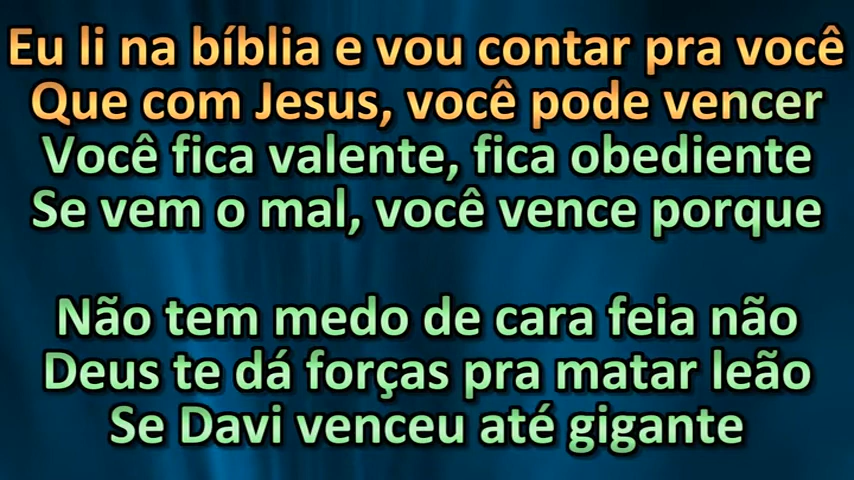 Eu li na bíblia e vou contar pra você
Que com Jesus, você pode vencer
Você fica valente, fica obediente
Se vem o mal, você vence porque
Não tem medo de cara feia não
Deus te dá forças pra matar leão
Se Davi venceu até gigante